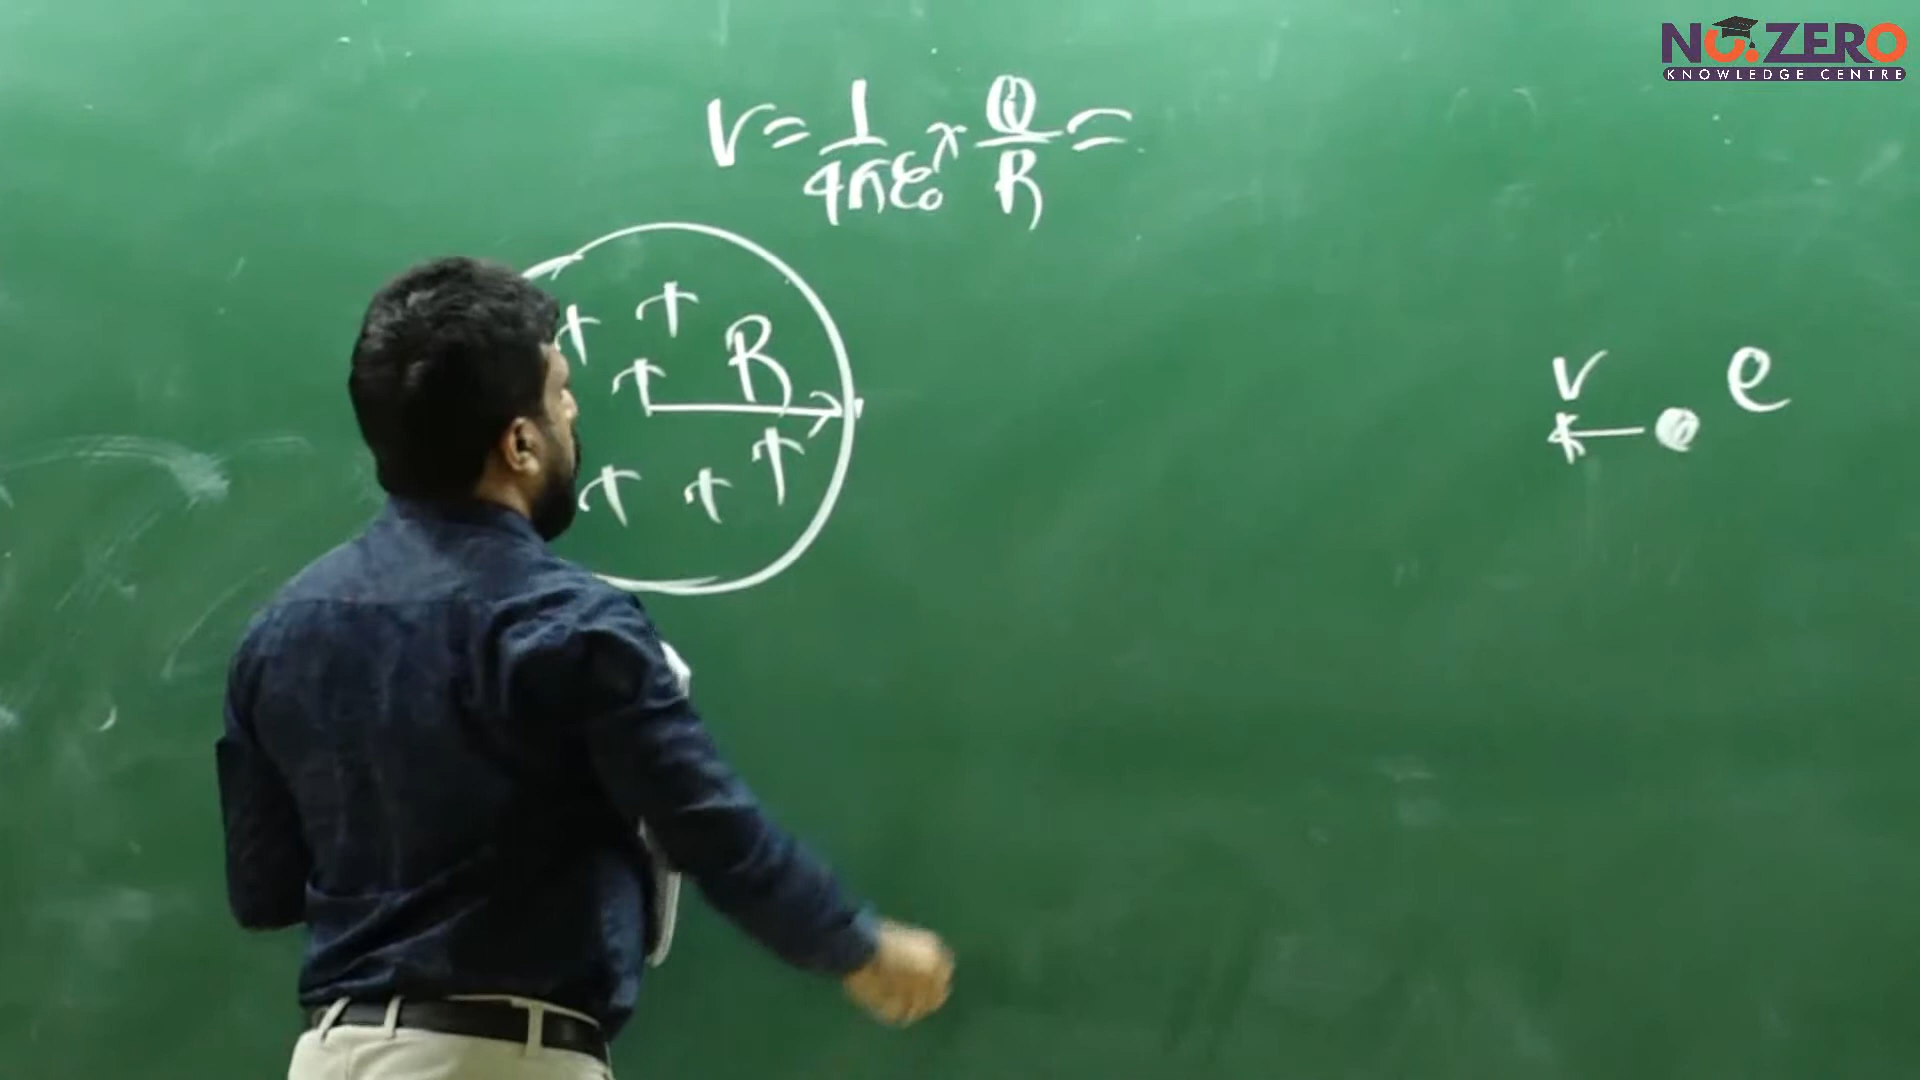 NO.ZERO
KNOWLEDGE CENTRE
V = 1/4πε₀ × Q/R =
+ + + R
+ + +
V e